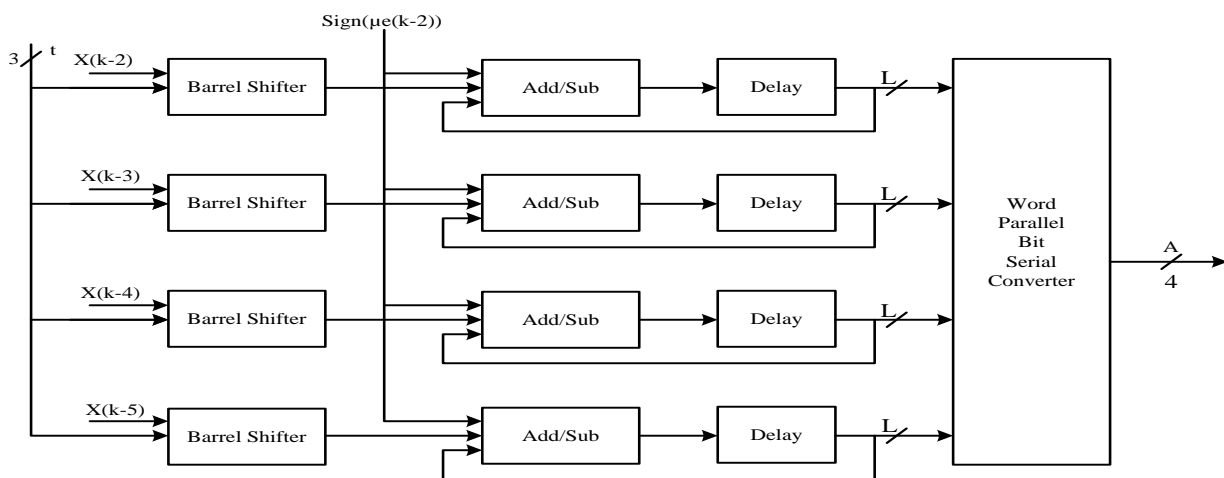 Sign(µe(k-2))
3
t
X(k-2)
Barrel Shifter
Add/Sub
Delay
L
X(k-3)
Barrel Shifter
Add/Sub
Delay
L
Word
Parallel
Bit
Serial
Converter
A
4
X(k-4)
Barrel Shifter
Add/Sub
Delay
L
X(k-5)
Barrel Shifter
Add/Sub
Delay
L